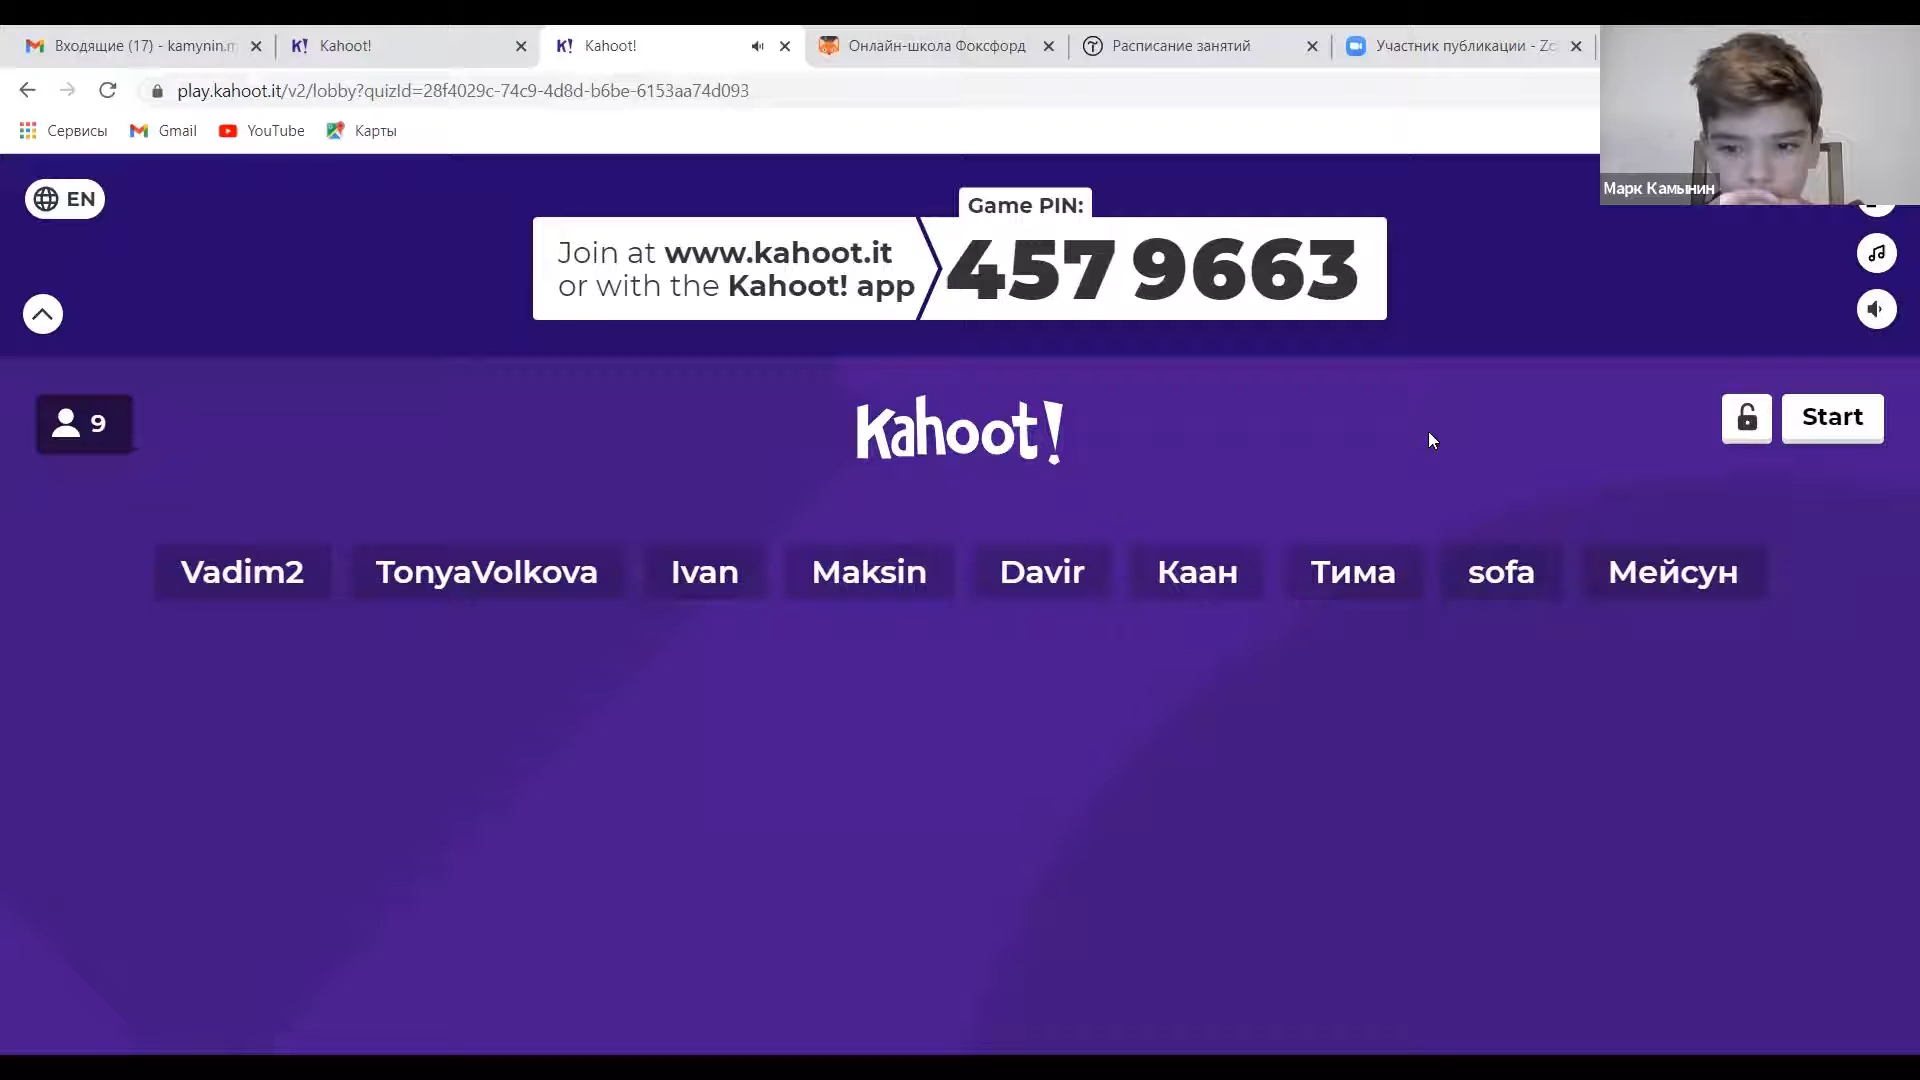 Входящие (17) - kamynin.m
Kahoot!
Kahoot!
Онлайн-школа Фоксфорд
Расписание занятий
Участник публикации - Zo
play.kahoot.it/v2/lobby?quizId=28f4029c-74c9-4d8d-b6be-6153aa74d093
Сервисы
Gmail
YouTube
Карты
Марк Камынин
EN
Game PIN:
Join at www.kahoot.it
or with the Kahoot! app
457 9663
9
Kahoot!
Start
Vadim2
TonyaVolkova
Ivan
Maksin
Davir
Каан
Тима
sofa
Мейсун